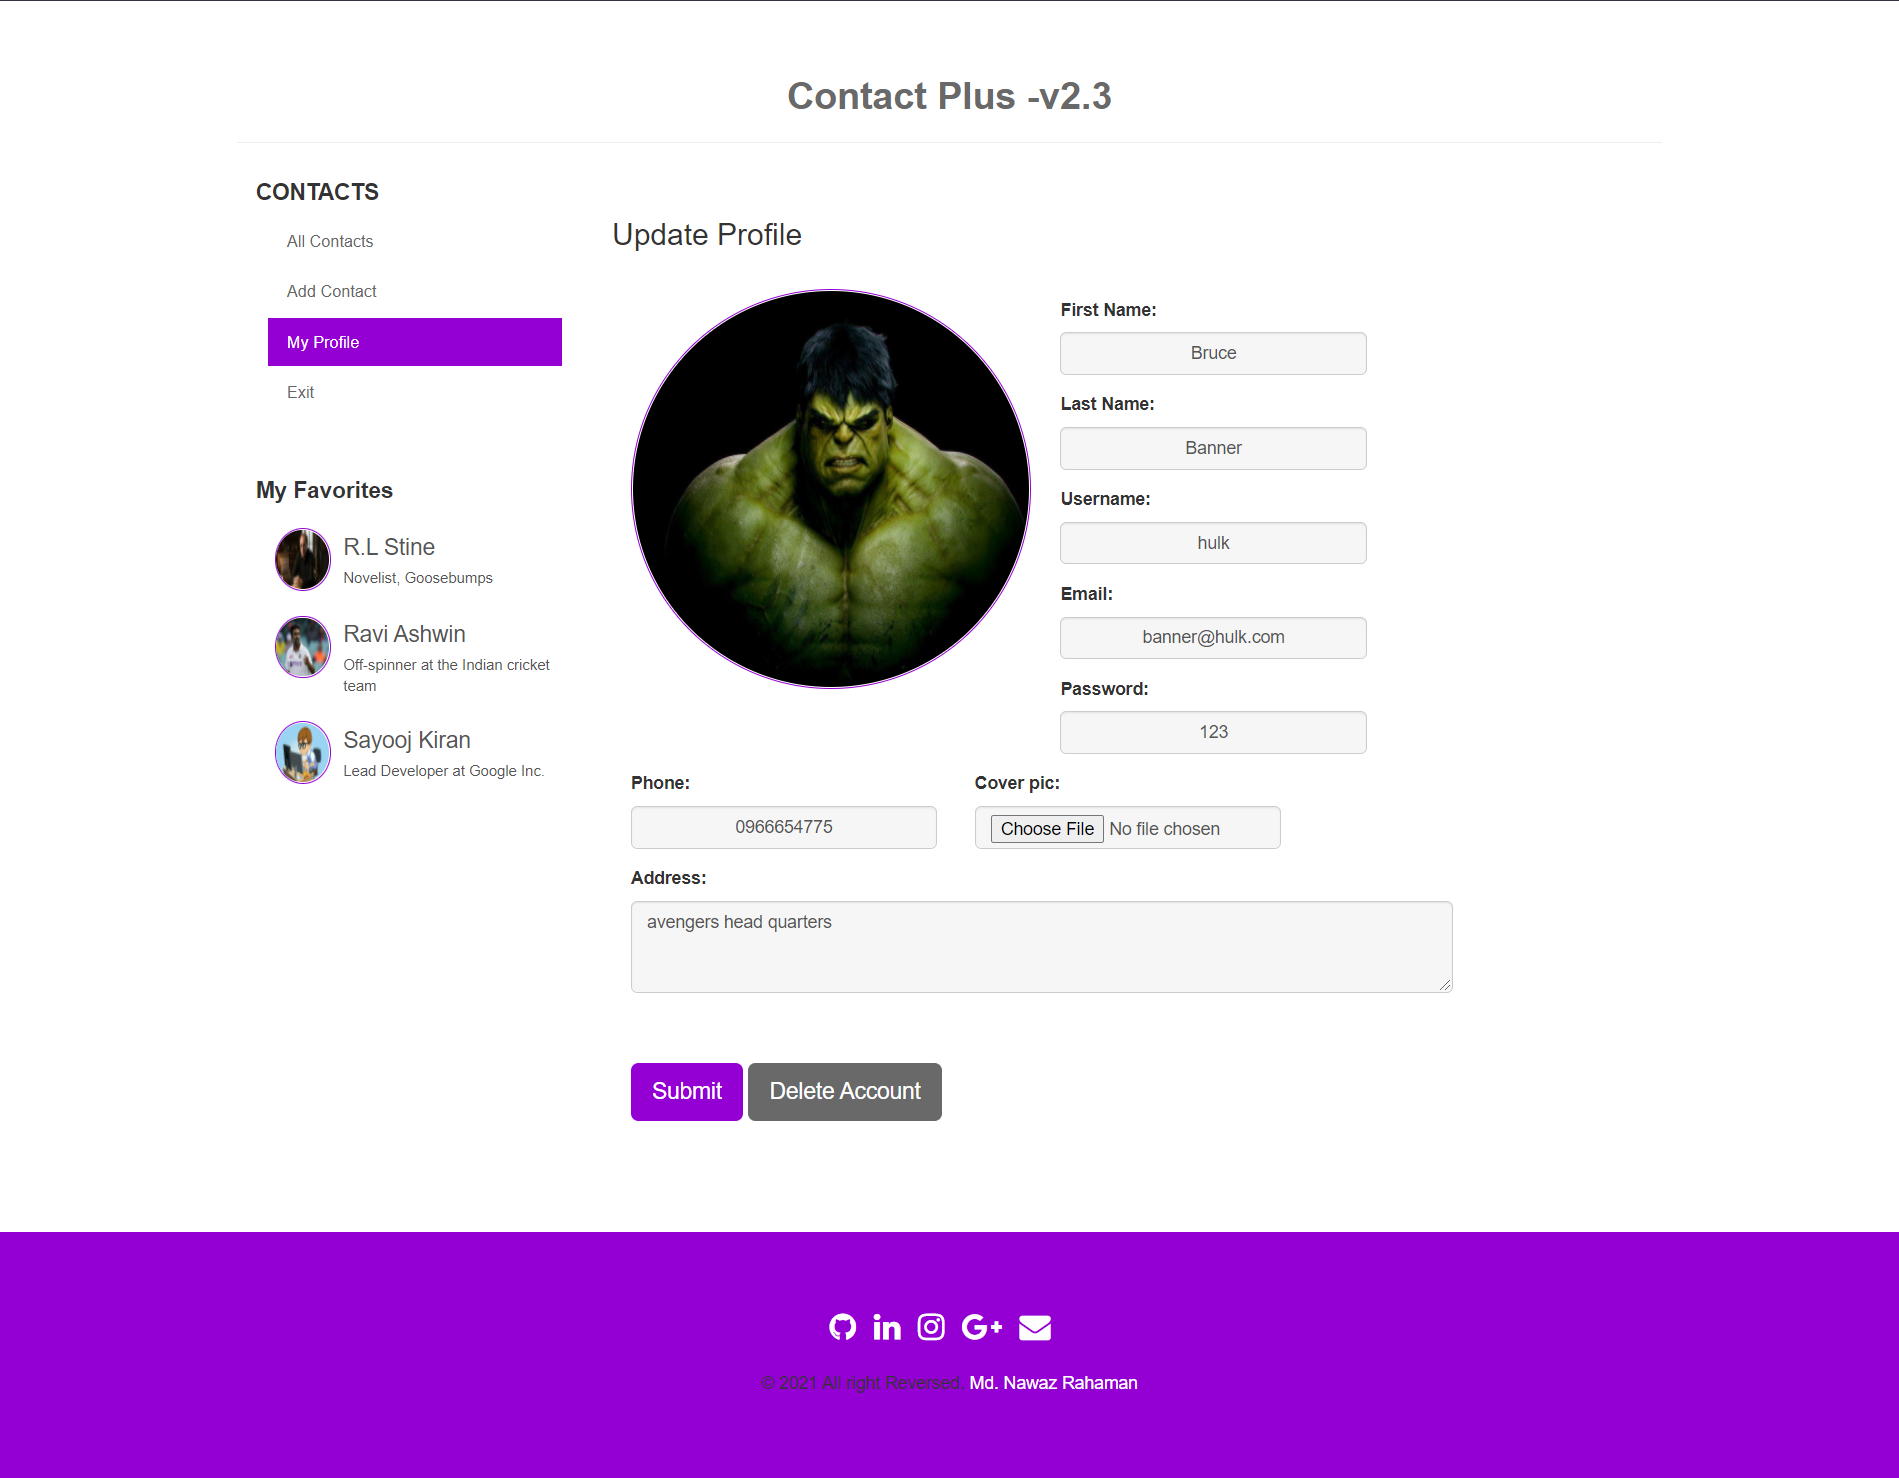 Contact Plus -v2.3
CONTACTS
All Contacts
Add Contact
My Profile
Exit
My Favorites
R.L Stine
Novelist, Goosebumps
Ravi Ashwin
Off-spinner at the Indian cricket
team
Sayooj Kiran
Lead Developer at Google Inc.
Update Profile
First Name:
Bruce
Last Name:
Banner
Username:
hulk
Email:
banner@hulk.com
Password:
123
Phone:
0966654775
Cover pic:
Choose File No file chosen
Address:
avengers head quarters
Submit
Delete Account
© 2021 All right Reversed. Md. Nawaz Rahaman